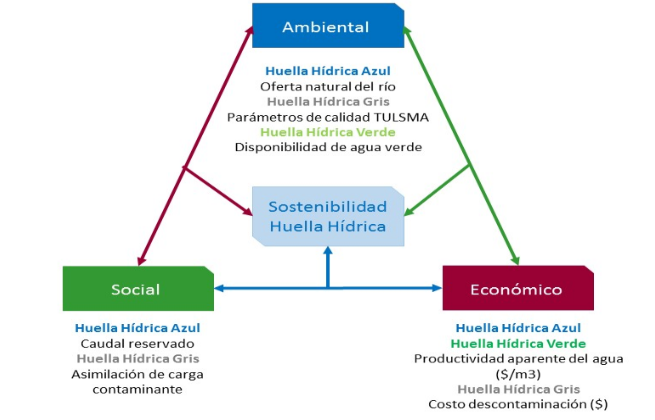 Ambiental
Huella Hídrica Azul
Oferta natural del río
Huella Hídrica Gris
Parámetros de calidad TULSMA
Huella Hídrica Verde
Disponibilidad de agua verde
Sostenibilidad
Huella Hídrica
Social
Huella Hídrica Azul
Caudal reservado
Huella Hídrica Gris
Asimilación de carga
contaminante
Económico
Huella Hídrica Azul
Huella Hídrica Verde
Productividad aparente del agua
($/m3)
Huella Hídrica Gris
Costo descontaminación ($)